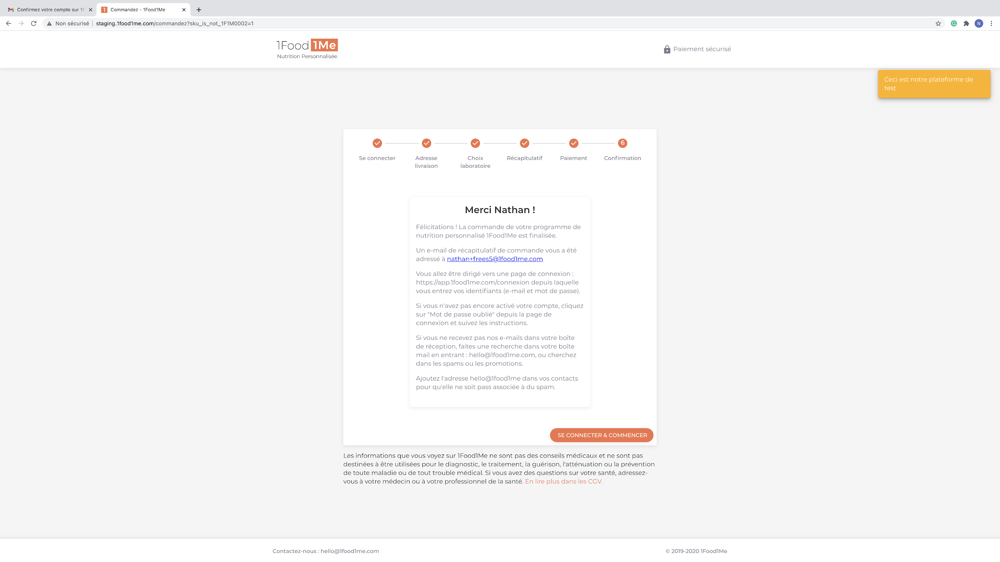 Confirmez votre compte sur 1F
Commandez - 1Food1Me
Non sécurisé
staging.1food1me.com/commandez?sku_is_not_1F1M0002=1
N
1Food 1Me
Nutrition Personnalisée
Paiement sécurisé
Ceci est notre plateforme de
test
6
Se connecter
Adresse
livraison
Choix
laboratoire
Récapitulatif
Paiement
Confirmation
Merci Nathan !
Félicitations ! La commande de votre programme de
nutrition personnalisé 1Food1Me est finalisée.
Un e-mail de récapitulatif de commande vous a été
adressé à nathan+frees5@1food1me.com
Vous allez être dirigé vers une page de connexion :
https://app.1food1me.com/connexion depuis laquelle
vous entrez vos identifiants (e-mail et mot de passe).
Si vous n'avez pas encore activé votre compte, cliquez
sur "Mot de passe oublié" depuis la page de
connexion et suivez les instructions.
Si vous ne recevez pas nos e-mails dans votre boîte
de réception, faites une recherche dans votre boîte
mail en entrant : hello@1food1me.com, ou cherchez
dans les spams ou les promotions.
Ajoutez l'adresse hello@1food1me dans vos contacts
pour qu'elle ne soit pass associée à du spam.
SE CONNECTER & COMMENCER
Les informations que vous voyez sur 1Food1Me ne sont pas des conseils médicaux et ne sont pas
destinées à être utilisées pour le diagnostic, le traitement, la guérison, l'atténuation ou la prévention
de toute maladie ou de tout trouble médical. Si vous avez des questions sur votre santé, adressez-
vous à votre médecin ou à votre professionnel de la santé. En lire plus dans les CGV.
Contactez-nous : hello@1food1me.com
© 2019-2020 1Food1Me